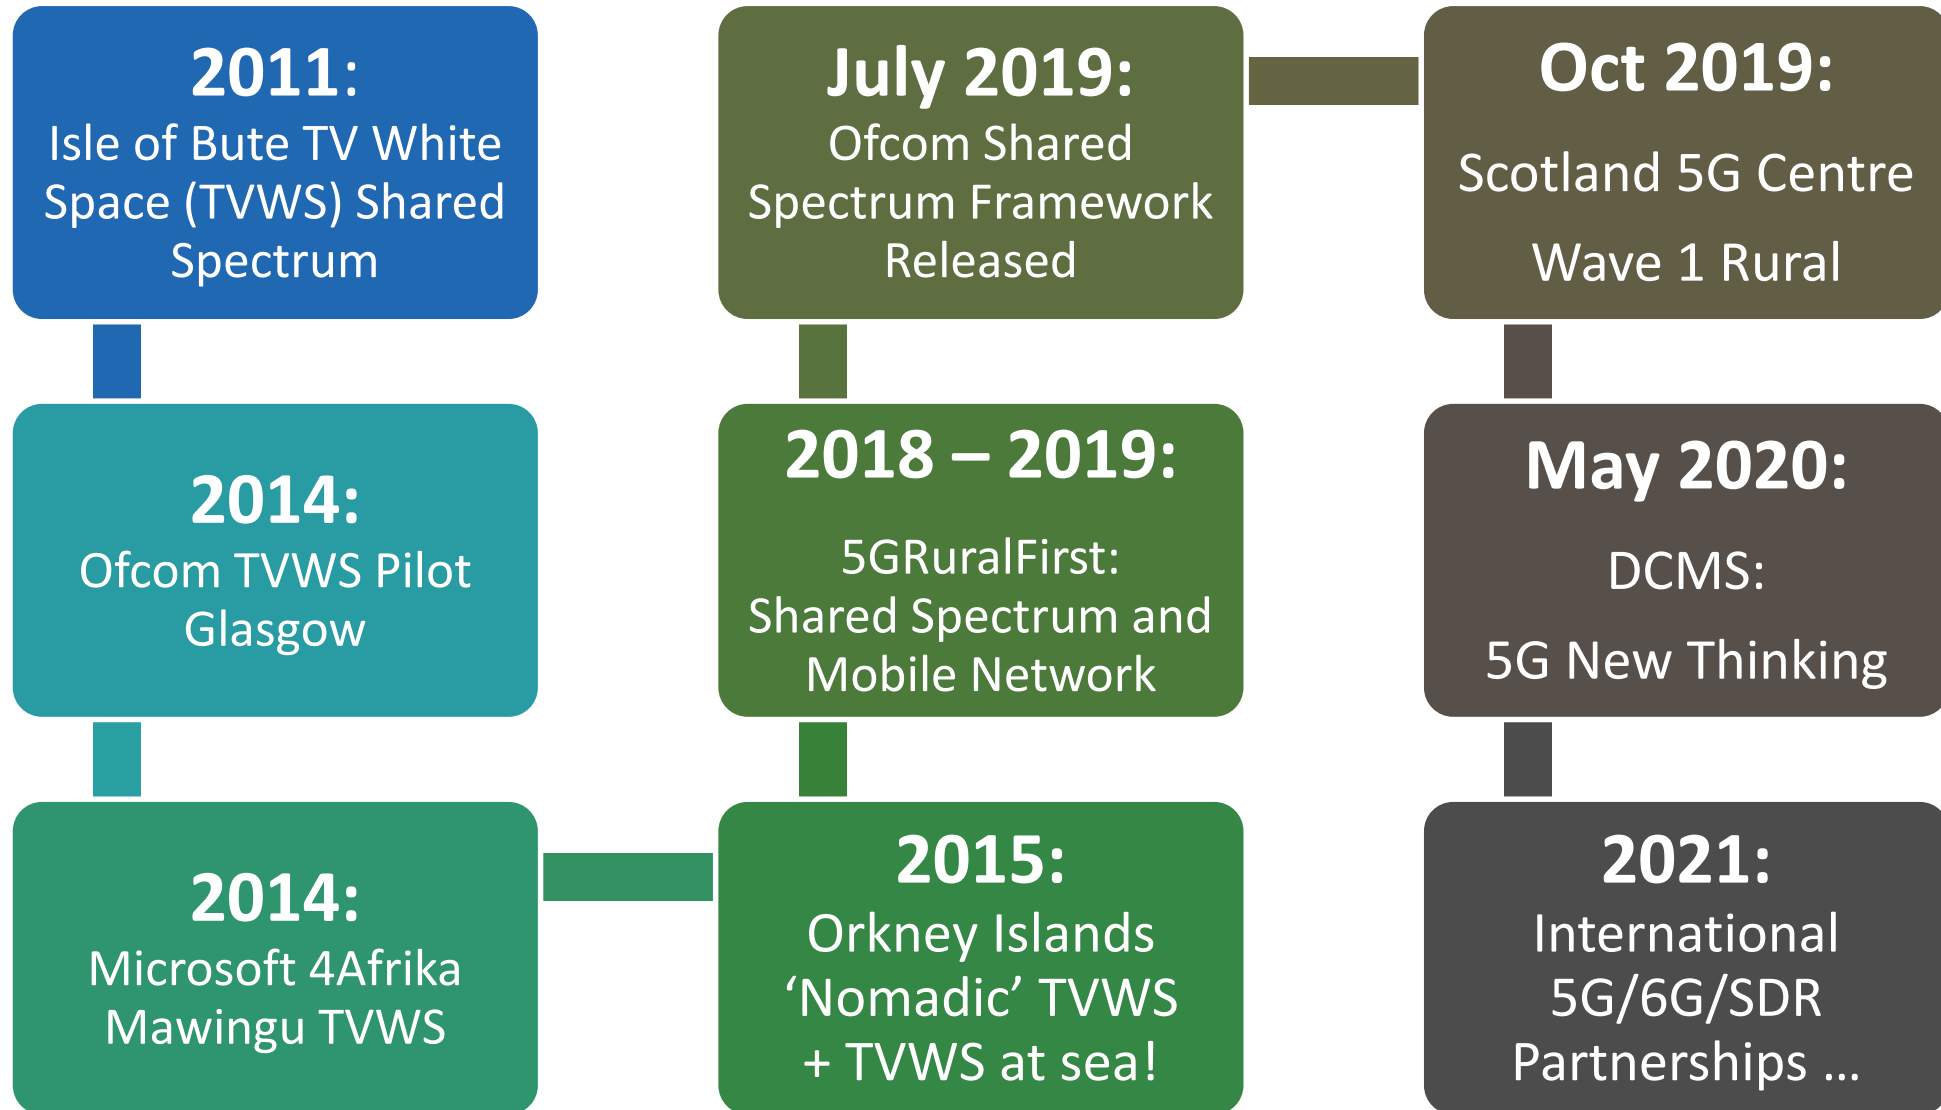 2011:
Isle of Bute TV White
Space (TVWS) Shared
Spectrum
2014:
Ofcom TVWS Pilot
Glasgow
2014:
Microsoft 4Afrika
Mawingu TVWS
2015:
Orkney Islands
‘Nomadic’ TVWS
+ TVWS at sea!
2018 – 2019:
5GRuralFirst:
Shared Spectrum and
Mobile Network
July 2019:
Ofcom Shared
Spectrum Framework
Released
Oct 2019:
Scotland 5G Centre
Wave 1 Rural
May 2020:
DCMS:
5G New Thinking
2021:
International
5G/6G/SDR
Partnerships ...